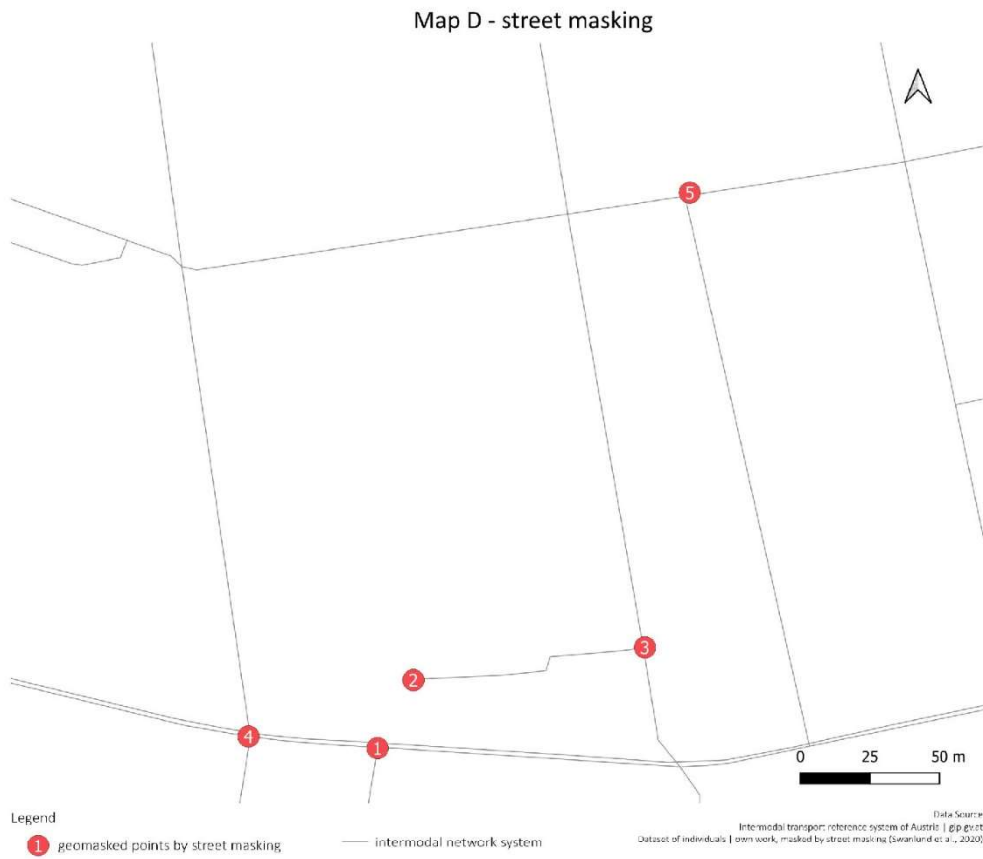 Map D - street masking
5
3
2
4
1
0 25 50 m
Legend
1 geomasked points by street masking
intermodal network system
Data Source
Intermodal transport reference system of Austria | gip.gv.at
Dataset of individuals | own work, masked by street masking (Swanlund et al., 2020)